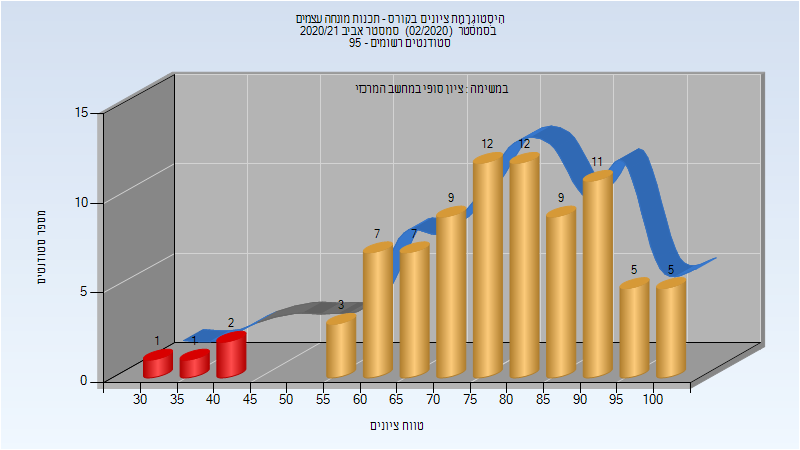 היסטוגרמת ציונים בקורס - תכנות מונחה עצמים
בסמסטר (02/2020) סמסטר אביב 2020/21
סטודנטים רשומים - 95
במשימה : ציון סופי במחשב המרכזי
מספר סטודנטים
15
10
5
0
1
1
2
3
7
7
9
12
12
9
11
5
5
30 35 40 45 50 55 60 65 70 75 80 85 90 95 100
טווח ציונים